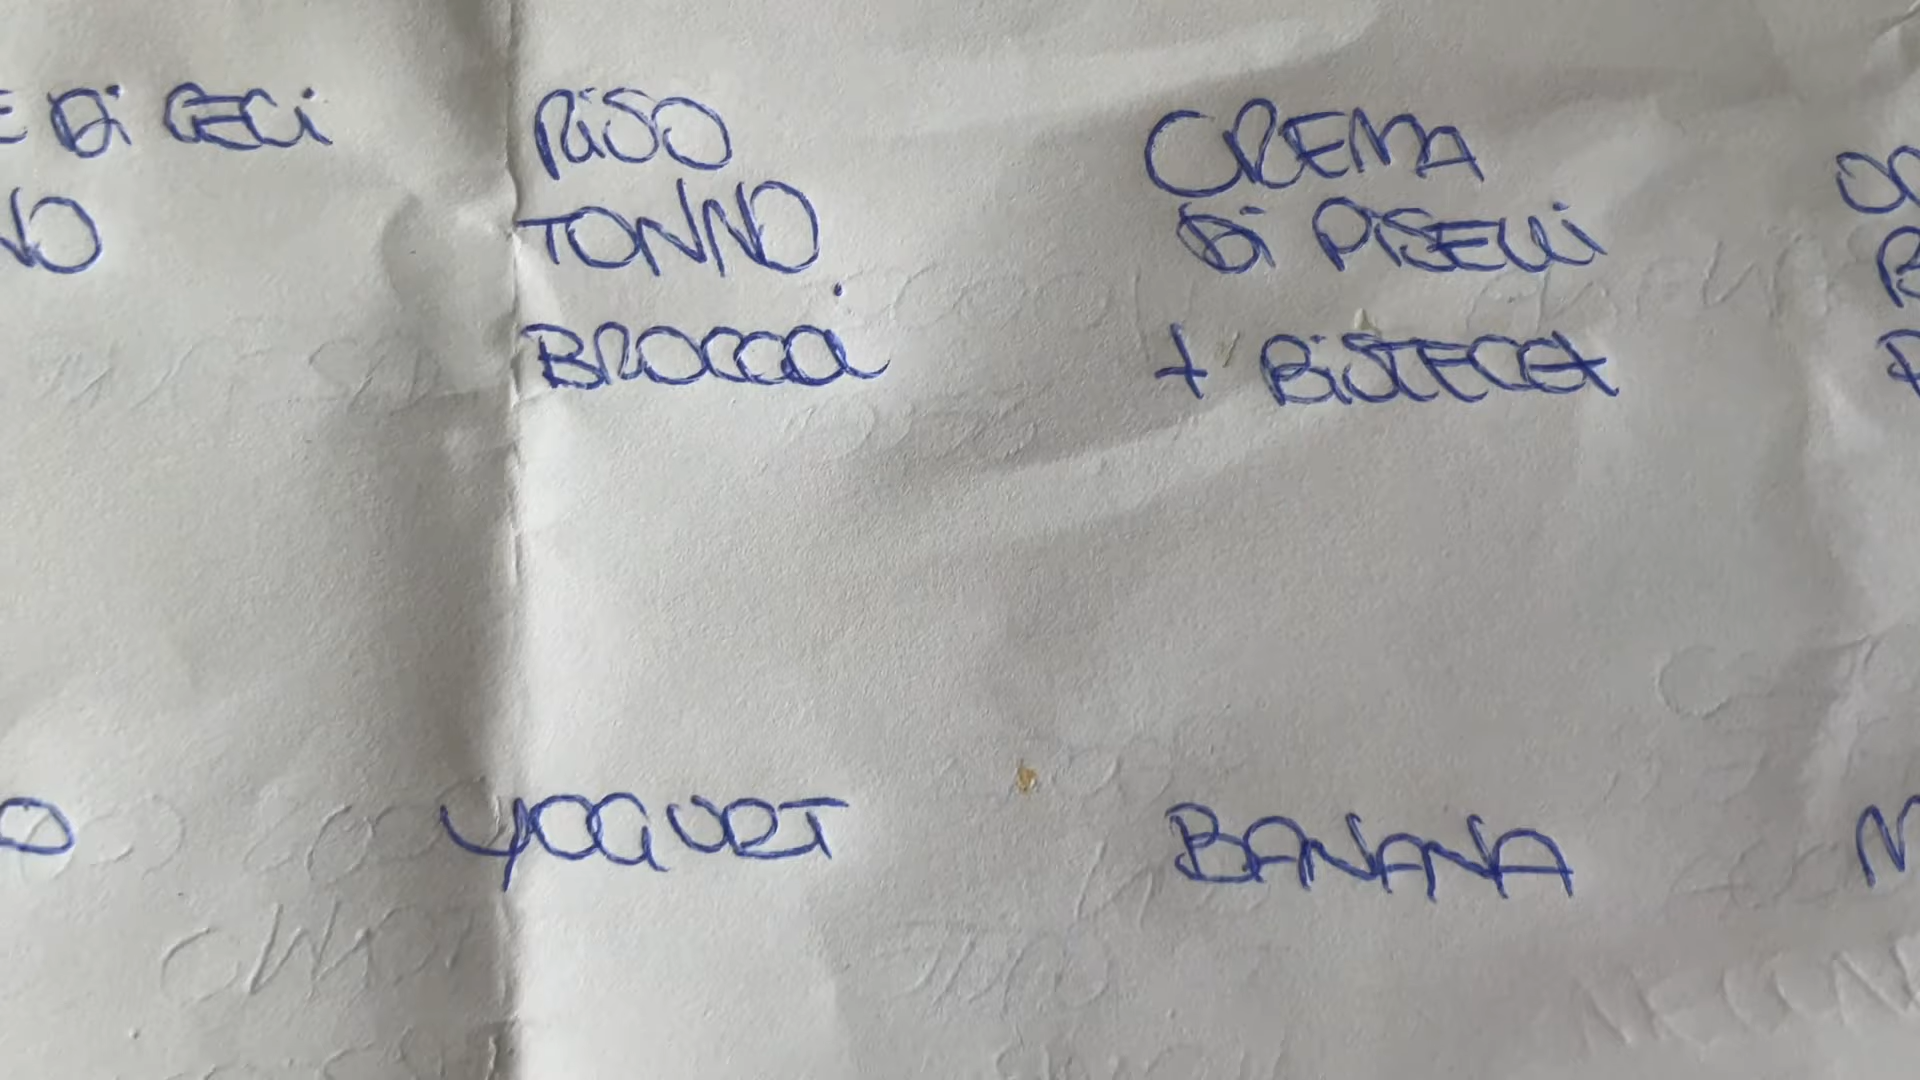 DI CECI
RISO
TONNO
BROCCOLI
CREMA
DI PISELLI
+ BISTECCA
YOGURT
BANANA